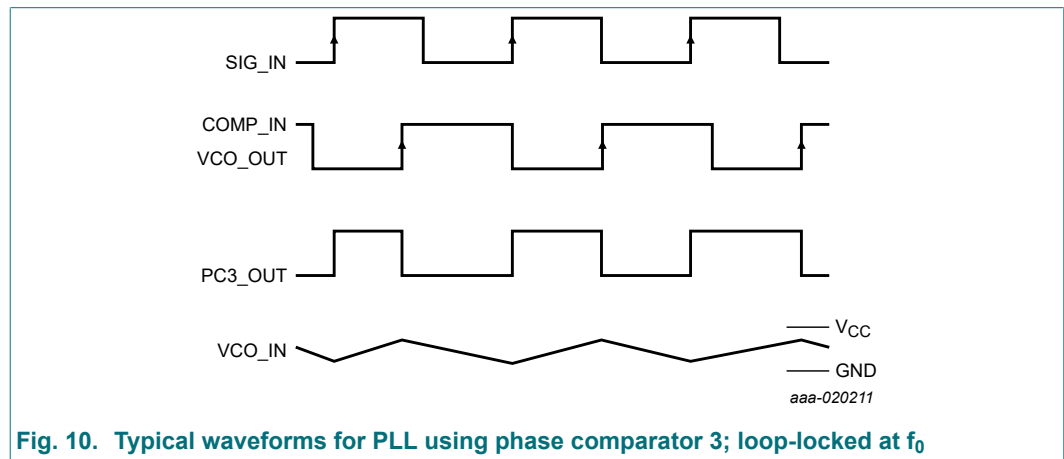 SIG_IN
COMP_IN
VCO_OUT
PC3_OUT
VCO_IN
VCC
GND
aaa-020211
Fig. 10. Typical waveforms for PLL using phase comparator 3; loop-locked at f0